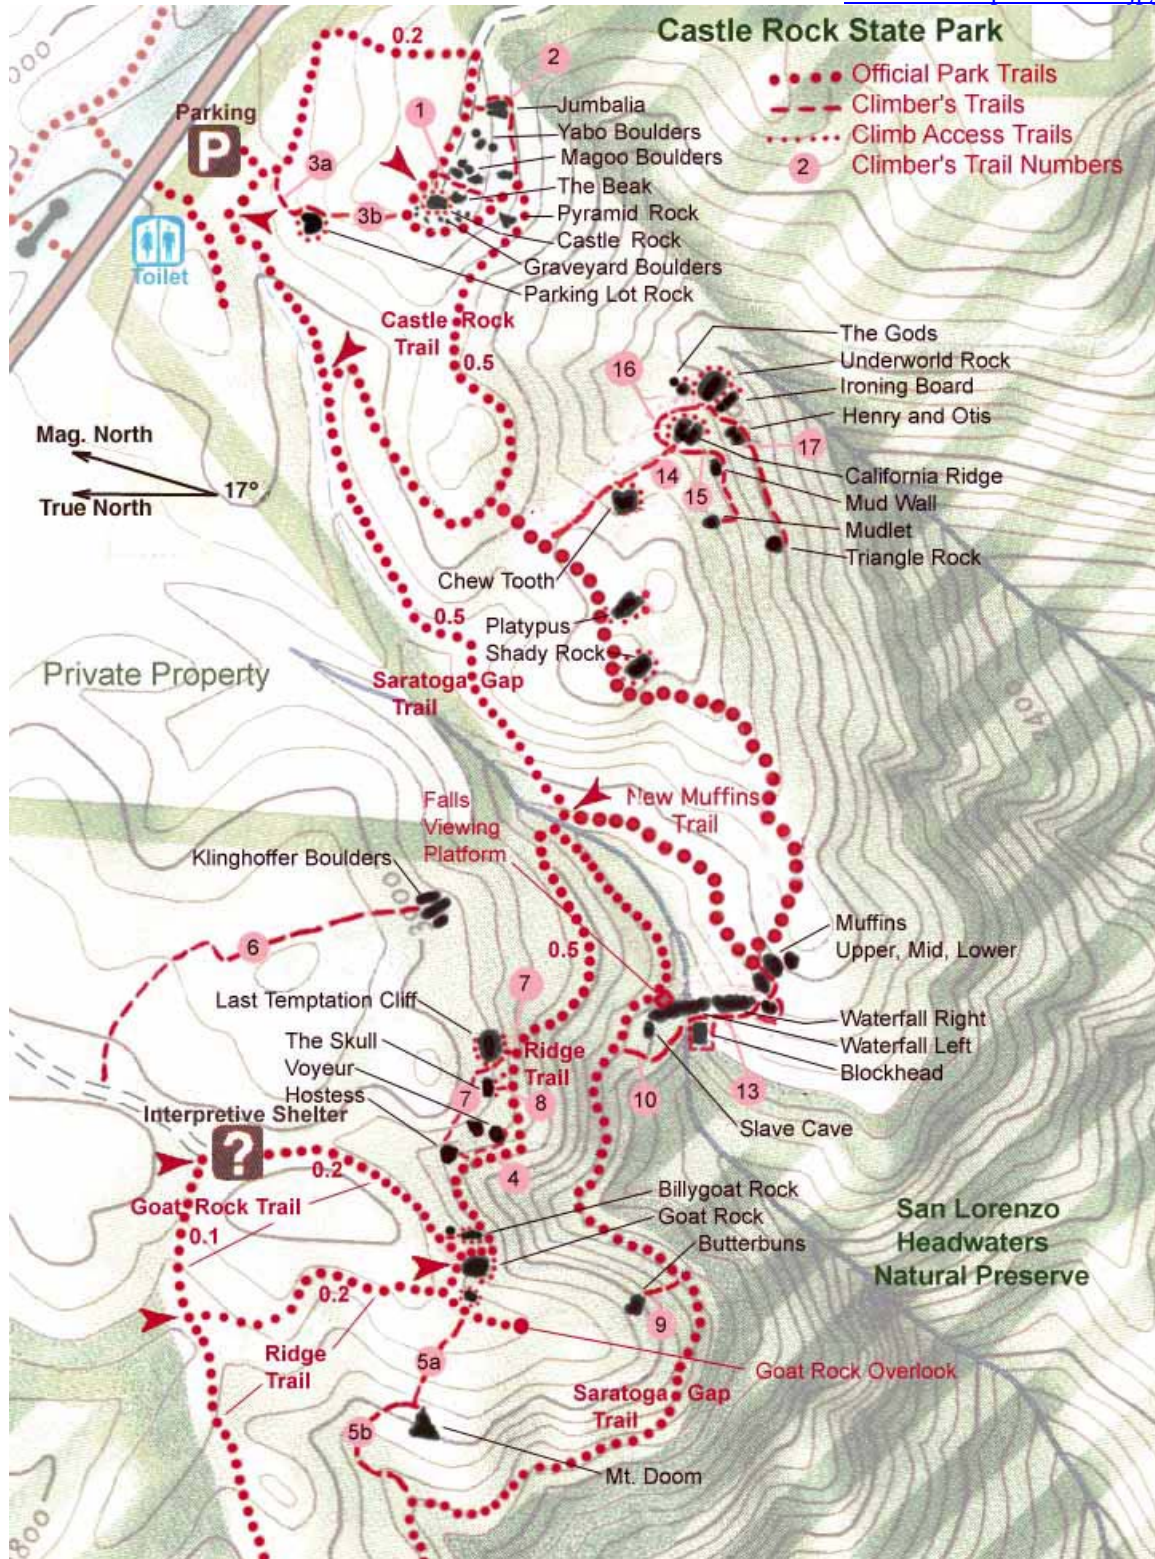 Castle Rock State Park
Official Park Trails
Climber's Trails
Climb Access Trails
2
Climber's Trail Numbers
000
0.2
2
1
Parking
P
3a
3b
Toilet
Jumbalia
Yabo Boulders
Magoo Boulders
The Beak
Pyramid Rock
Castle Rock
Graveyard Boulders
Parking Lot Rock
Castle Rock
Trail
0.5
The Gods
Underworld Rock
Ironing Board
Henry and Otis
16
17
Mag. North
True North
17°
14
15
California Ridge
Mud Wall
Mudlet
Triangle Rock
Chew Tooth
0.5
Platypus
Shady Rock
Private Property
Saratoga Gap
Trail
2400
Falls
Viewing
Platform
New Muffins
Trail
Klinghoffer Boulders
3000
6
0.5
Muffins
Upper, Mid, Lower
7
Last Temptation Cliff
The Skull
Voyeur
Hostess
Ridge
Trail
Waterfall Right
Waterfall Left
Blockhead
7
8
10
13
Slave Cave
Interpretive Shelter
?
0.2
4
Goat Rock Trail
0.1
Billygoat Rock
Goat Rock
Butterbuns
San Lorenzo
Headwaters
Natural Preserve
0.2
9
Ridge
Trail
5a
Goat Rock Overlook
Saratoga Gap
Trail
5b
Mt. Doom
800